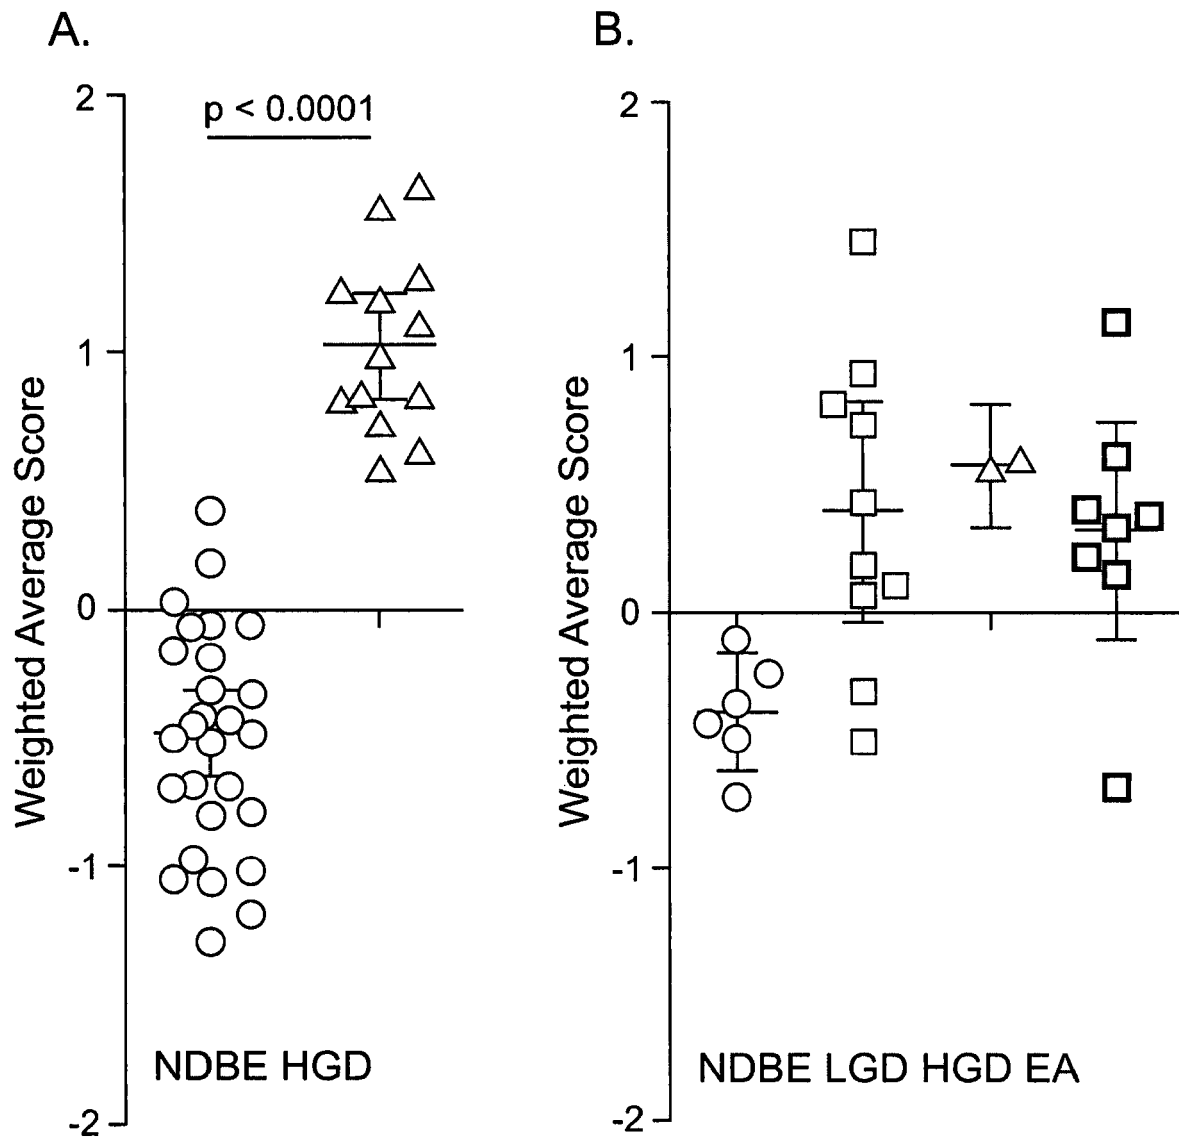 A.
2
p < 0.0001
1
0
-1
-2
Weighted Average Score
NDBE HGD
B.
2
1
0
-1
-2
Weighted Average Score
NDBE LGD HGD EA